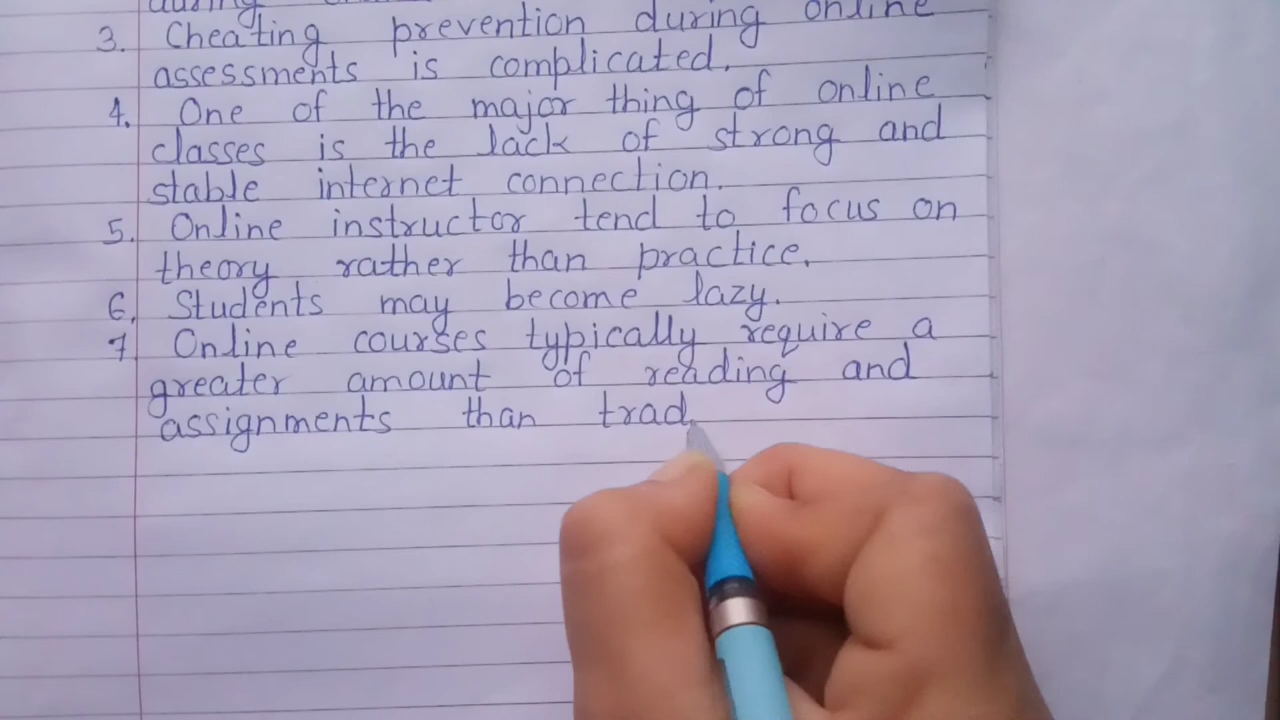 during
3. Cheating prevention during online
assessments is complicated.
4. One of the major thing of online
classes is the lack of strong and
stable internet connection.
5. Online instructor tend to focus on
theory rather than practice.
6. Students may become lazy.
7 Online courses typically require a
greater amount of reading and
assignments than trad